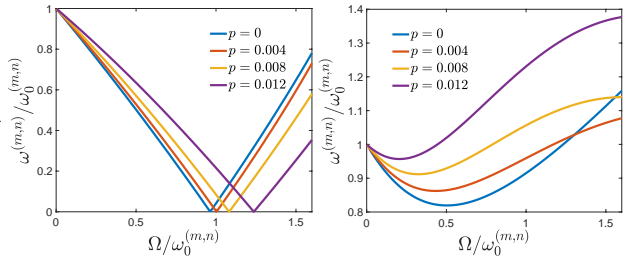 1
0.8
0.6
0.4
0.2
0
0
0.5
1
1.5
ω^(m,n)/ω_0^(m,n)
Ω/ω_0^(m,n)
p = 0
p = 0.004
p = 0.008
p = 0.012
1.4
1.3
1.2
1.1
1
0.9
0.8
0
0.5
1
1.5
ω^(m,n)/ω_0^(m,n)
Ω/ω_0^(m,n)
p = 0
p = 0.004
p = 0.008
p = 0.012